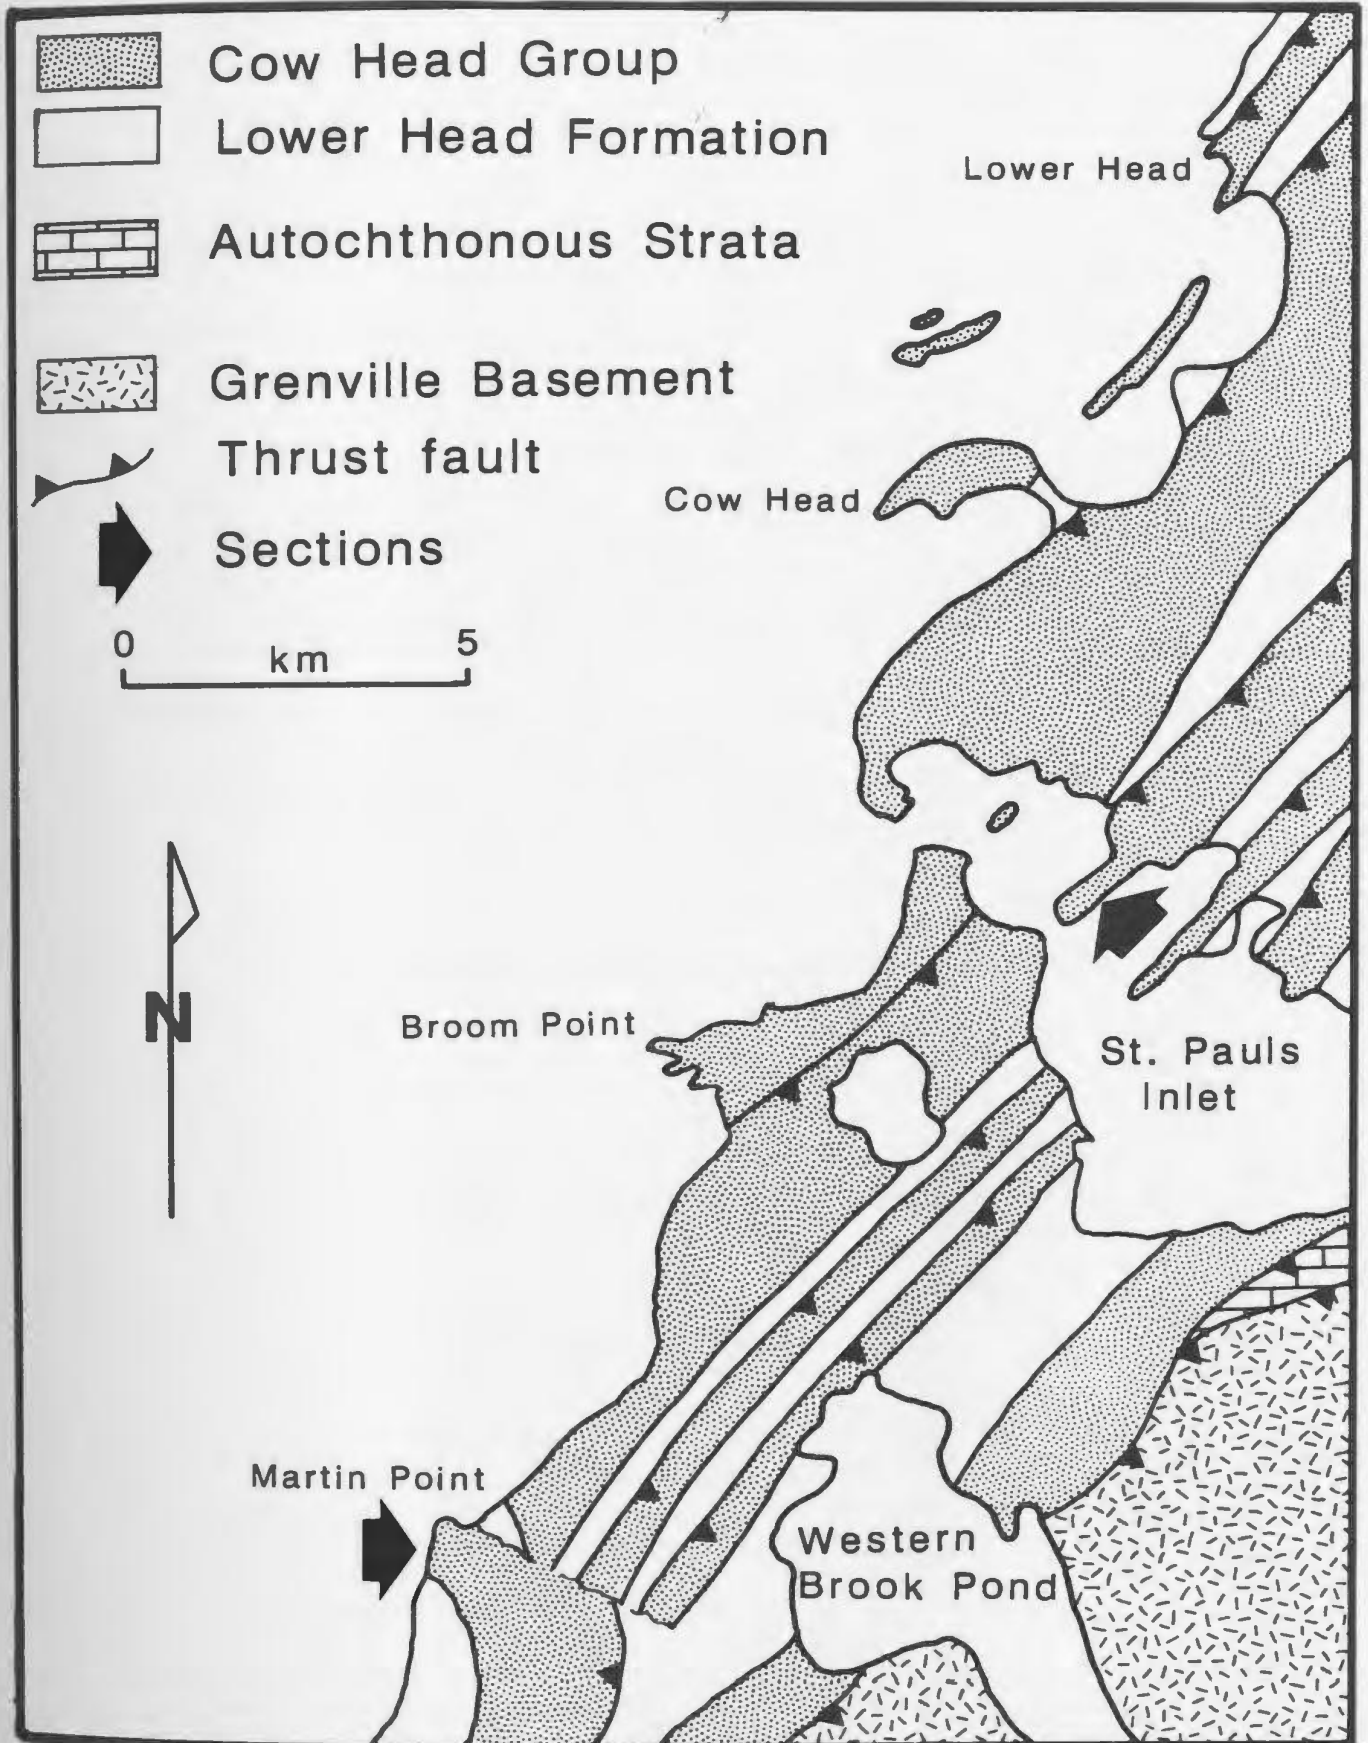 Cow Head Group
Lower Head Formation
Lower Head
Autochthonous Strata
Grenville Basement
Thrust fault
Cow Head
Sections
0 5
km
N
Broom Point
St. Pauls
Inlet
Martin Point
Western
Brook Pond